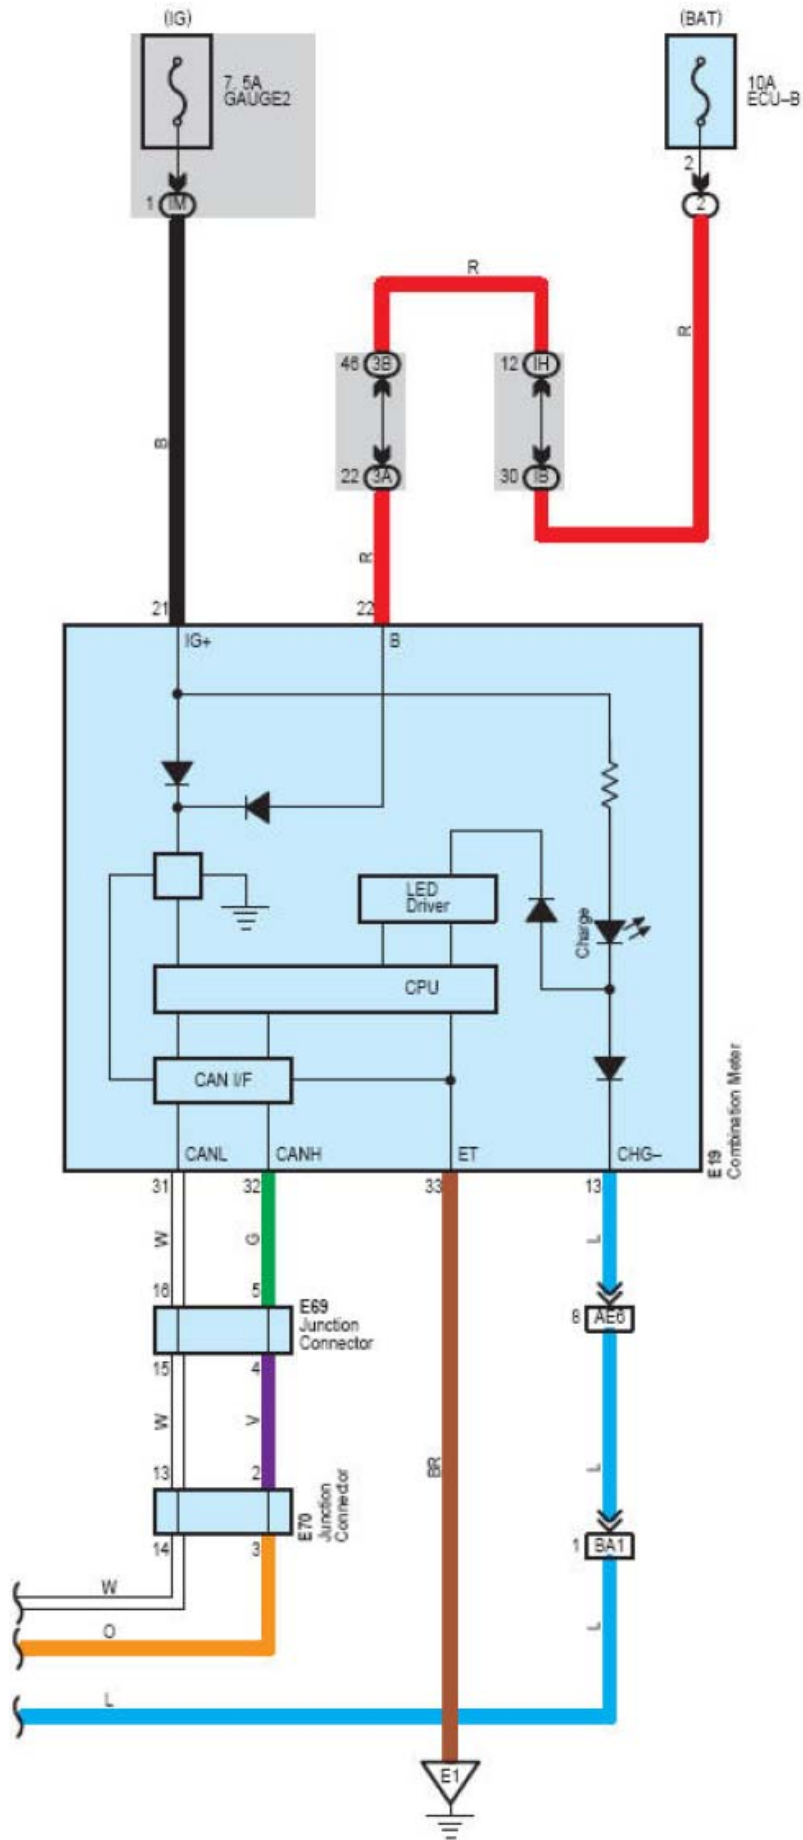 (IG)
(BAT)
7. 5A
GAUGE2
10A
ECU–B
2
1 IM
2
R
R
46 3B
12 IH
B
22 3A
30 IB
R
21
22
IG+
B
LED
Driver
Charge
CPU
CAN I/F
E19
Combination Meter
CANL
CANH
ET
CHG–
31
32
33
13
W
G
L
16
5
E69
Junction
Connector
8 AE6
15
4
W
V
BR
L
13
2
E70
Junction
Connector
14
3
1 BA1
W
O
L
L
E1